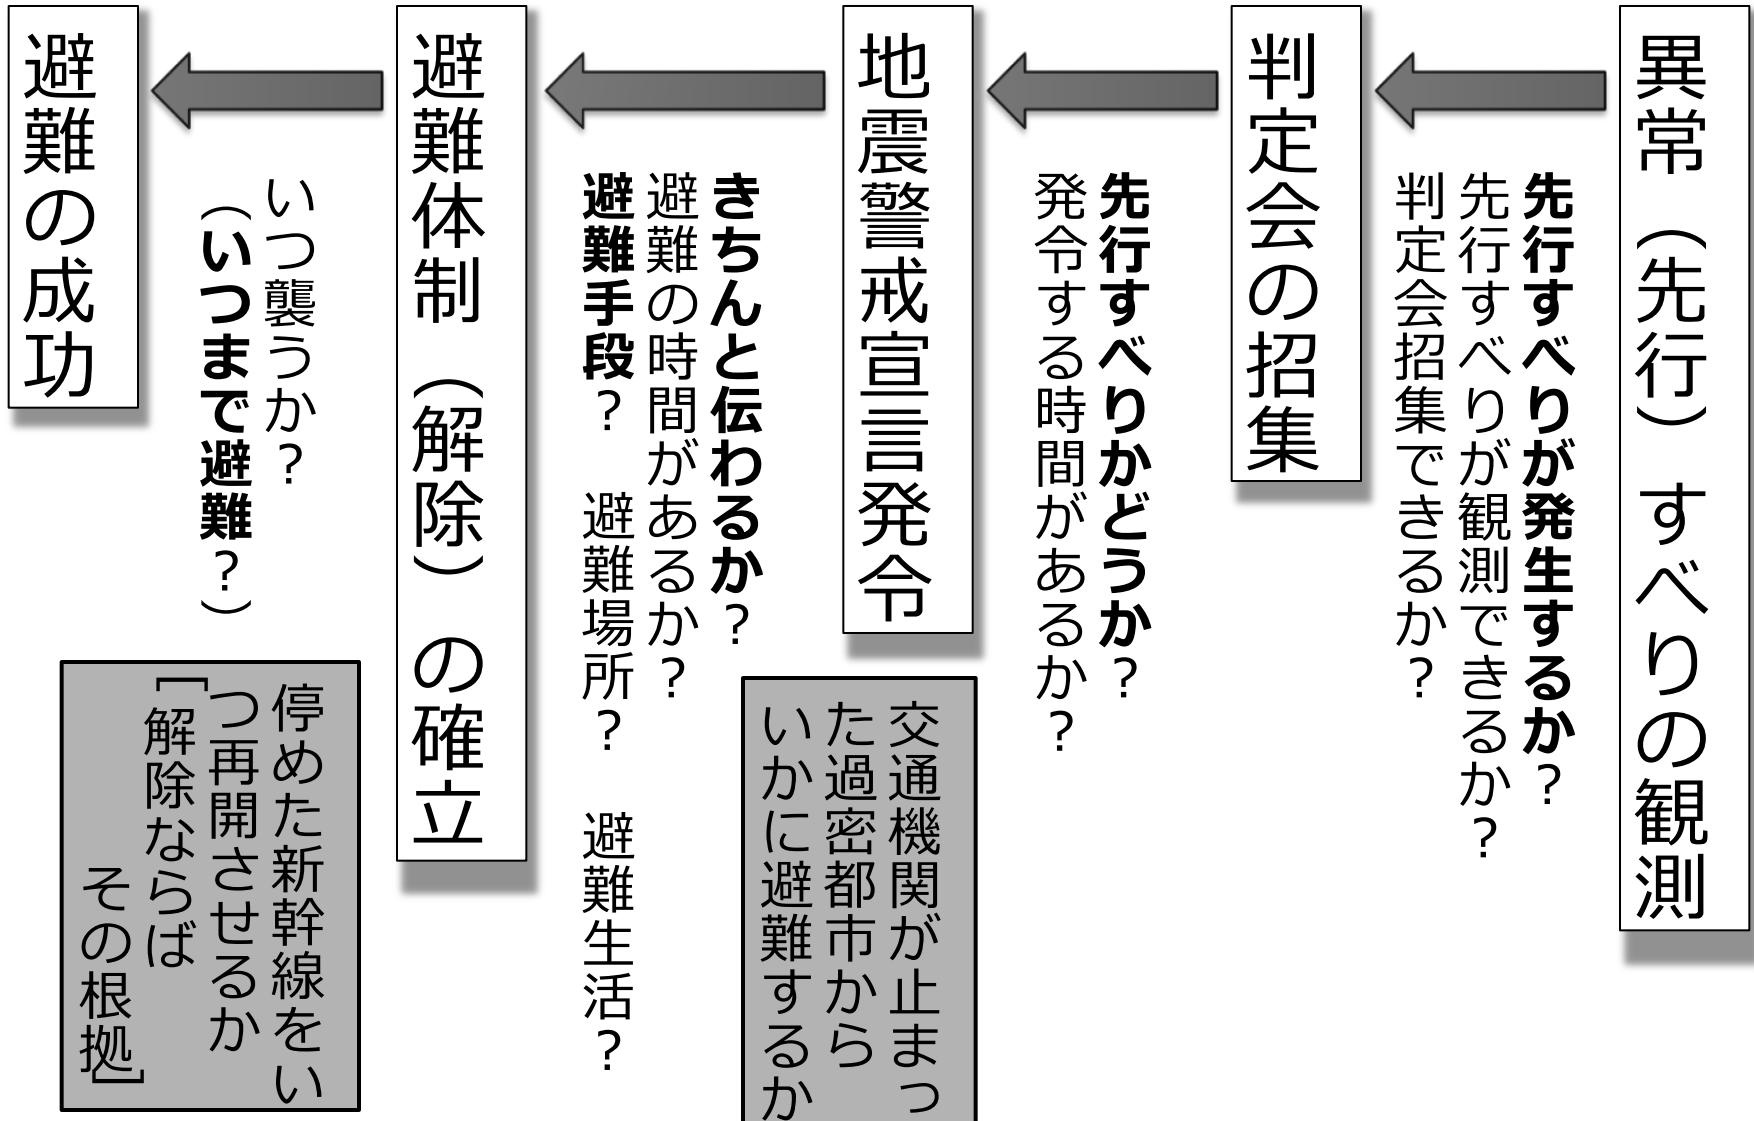 異常（先行）すべりの観測
先行すべりが発生するか？
先行すべりが観測できるか？
判定会招集できるか？
判定会の招集
先行すべりかどうか？
発令する時間があるか？
地震警戒宣言発令
きちんと伝わるか？
避難の時間があるか？
避難手段？　避難場所？　避難生活？
交通機関が止まっ
た過密都市から
いかに避難するか
避難体制（解除）の確立
いつ襲うか？
（いつまで避難？）
停めた新幹線をい
つ再開させるか
［解除ならば
その根拠］
避難の成功